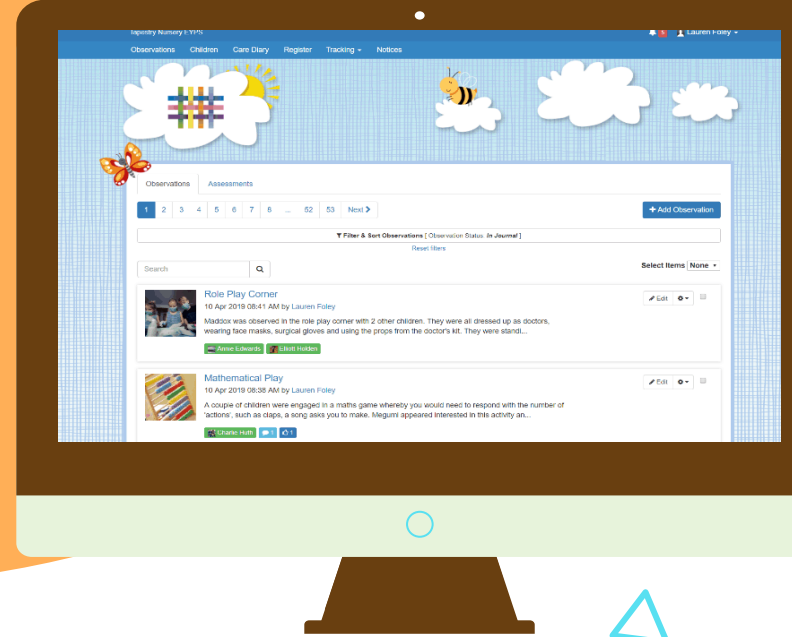 Tapestry Nursery EYPS
5
Lauren Foley
Observations Children Care Diary Register Tracking Notices
Observations Assessments
1 2 3 4 5 6 7 8 ... 52 53 Next
+ Add Observation
Filter & Sort Observations [ Observation Status: In Journal ]
Reset filters
Select Items None
Search
Role Play Corner
Edit
10 Apr 2019 08:41 AM by Lauren Foley
Maddox was observed in the role play corner with 2 other children. They were all dressed up as doctors,
wearing face masks, surgical gloves and using the props from the doctor's kit. They were standi...
Annie Edwards Elliott Holden
Mathematical Play
Edit
10 Apr 2019 08:38 AM by Lauren Foley
A couple of children were engaged in a maths game whereby you would need to respond with the number of
'actions', such as claps, a song asks you to make. Megumi appeared interested in this activity an...
Charlie Huth 1 1